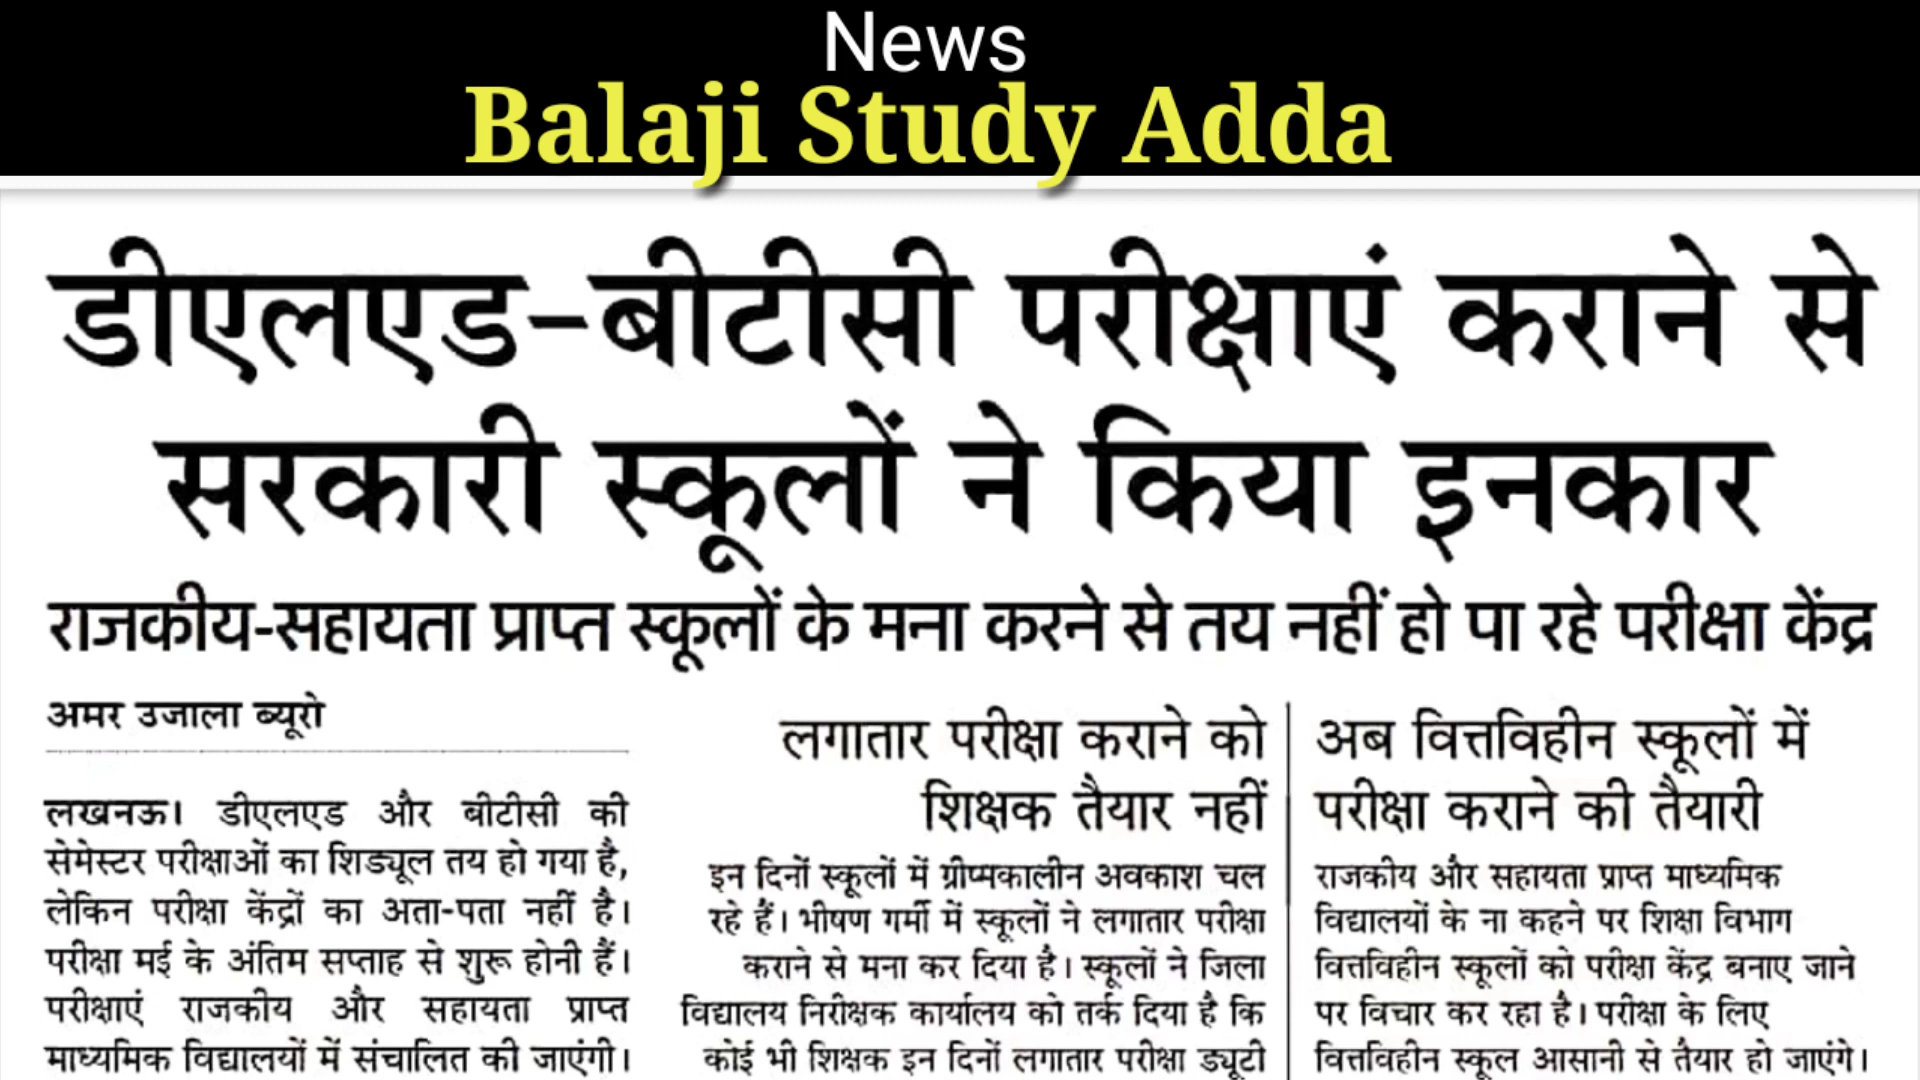 News
Balaji Study Adda
डीएलएड-बीटीसी परीक्षाएं कराने से
सरकारी स्कूलों ने किया इनकार
राजकीय-सहायता प्राप्त स्कूलों के मना करने से तय नहीं हो पा रहे परीक्षा केंद्र
अमर उजाला ब्यूरो
लखनऊ। डीएलएड और बीटीसी की
सेमेस्टर परीक्षाओं का शिड्यूल तय हो गया है,
लेकिन परीक्षा केंद्रों का अता-पता नहीं है।
परीक्षा मई के अंतिम सप्ताह से शुरू होनी हैं।
परीक्षाएं राजकीय और सहायता प्राप्त
माध्यमिक विद्यालयों में संचालित की जाएंगी।
लगातार परीक्षा कराने को
शिक्षक तैयार नहीं
इन दिनों स्कूलों में ग्रीष्मकालीन अवकाश चल
रहे हैं। भीषण गर्मी में स्कूलों ने लगातार परीक्षा
कराने से मना कर दिया है। स्कूलों ने जिला
विद्यालय निरीक्षक कार्यालय को तर्क दिया है कि
कोई भी शिक्षक इन दिनों लगातार परीक्षा ड्यूटी
अब वित्तविहीन स्कूलों में
परीक्षा कराने की तैयारी
राजकीय और सहायता प्राप्त माध्यमिक
विद्यालयों के ना कहने पर शिक्षा विभाग
वित्तविहीन स्कूलों को परीक्षा केंद्र बनाए जाने
पर विचार कर रहा है। परीक्षा के लिए
वित्तविहीन स्कूल आसानी से तैयार हो जाएंगे।